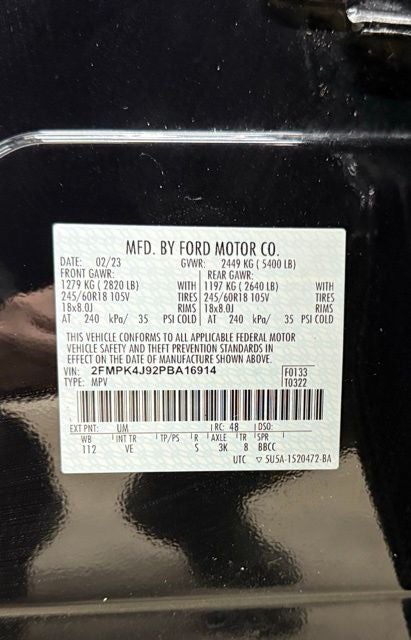 MFD. BY FORD MOTOR CO.
DATE: 02/23 GVWR: 2449 KG ( 5400 LB)
FRONT GAWR: REAR GAWR:
1279 KG ( 2820 LB) WITH 1197 KG ( 2640 LB) WITH
245/60R18 105V TIRES 245/60R18 105V TIRES
18x8.0J RIMS 18x8.0J RIMS
AT 240 kPa/ 35 PSI COLD AT 240 kPa/ 35 PSI COLD
THIS VEHICLE CONFORMS TO ALL APPLICABLE FEDERAL MOTOR
VEHICLE SAFETY AND THEFT PREVENTION STANDARDS IN
EFFECT ON THE DATE OF MANUFACTURE SHOWN ABOVE.
VIN: 2FMPK4J92PBA16914 F0133
TYPE: MPV T0322
EXT PNT: UM RC: 48 DSO:
WB INT TR TP/PS R AXLE TR SPR
112 VE S 3K 8 BBCC
UTC ▽ 5U5A-1520472-BA